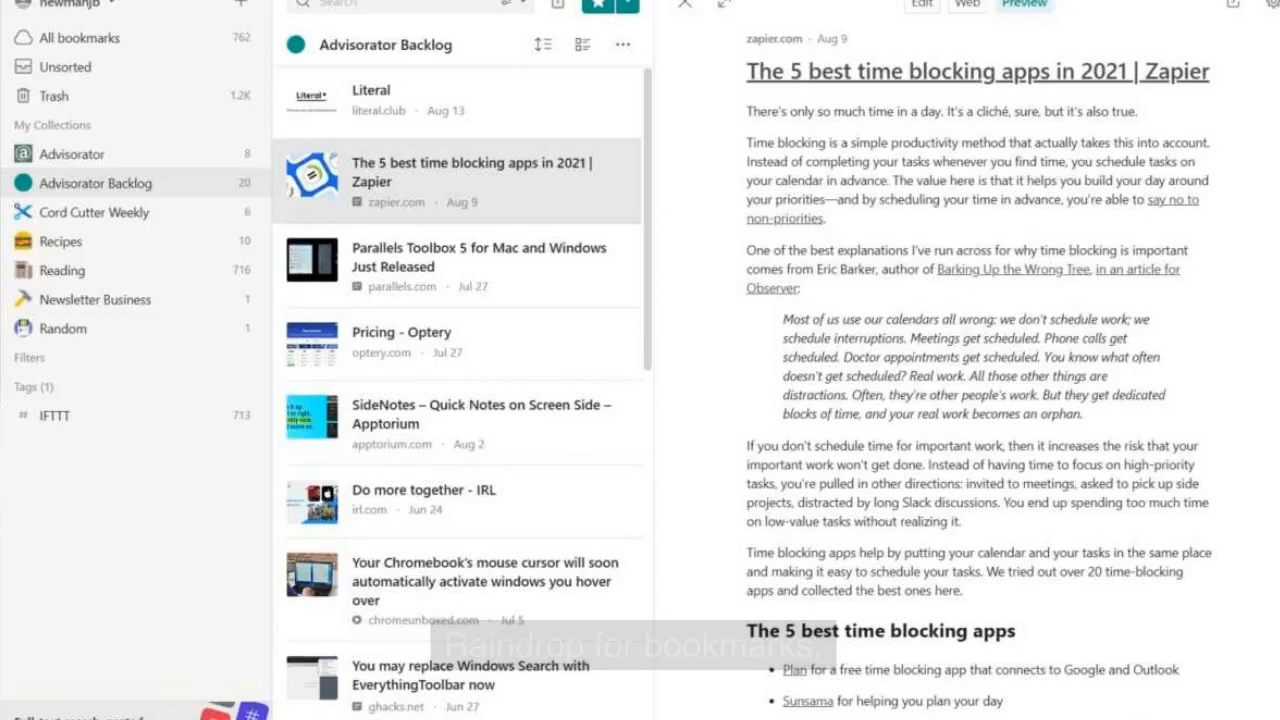 newmanjb
All bookmarks 762
Unsorted
Trash 1.2K
My Collections
Advisorator 8
Advisorator Backlog 20
Cord Cutter Weekly 6
Recipes 10
Reading 716
Newsletter Business 1
Random 1
Filters
Tags (1)
# IFTTT 713
Search
Advisorator Backlog
Literal
Literal
literal.club · Aug 13
The 5 best time blocking apps in 2021 |
Zapier
zapier.com · Aug 9
Parallels Toolbox 5 for Mac and Windows
Just Released
parallels.com · Jul 27
Pricing - Optery
optery.com · Jul 27
SideNotes – Quick Notes on Screen Side –
Apptorium
apptorium.com · Aug 2
Do more together - IRL
irl.com · Jun 24
Your Chromebook's mouse cursor will soon
automatically activate windows you hover
over
chromeunboxed.com · Jul 5
You may replace Windows Search with
EverythingToolbar now
ghacks.net · Jun 27
Edit Web Preview
zapier.com · Aug 9
The 5 best time blocking apps in 2021 | Zapier
There's only so much time in a day. It's a cliché, sure, but it's also true.
Time blocking is a simple productivity method that actually takes this into account.
Instead of completing your tasks whenever you find time, you schedule tasks on
your calendar in advance. The value here is that it helps you build your day around
your priorities—and by scheduling your time in advance, you're able to say no to
non-priorities.
One of the best explanations I've run across for why time blocking is important
comes from Eric Barker, author of Barking Up the Wrong Tree, in an article for
Observer:
Most of us use our calendars all wrong: we don't schedule work; we
schedule interruptions. Meetings get scheduled. Phone calls get
scheduled. Doctor appointments get scheduled. You know what often
doesn't get scheduled? Real work. All those other things are
distractions. Often, they're other people's work. But they get dedicated
blocks of time, and your real work becomes an orphan.
If you don't schedule time for important work, then it increases the risk that your
important work won't get done. Instead of having time to focus on high-priority
tasks, you're pulled in other directions: invited to meetings, asked to pick up side
projects, distracted by long Slack discussions. You end up spending too much time
on low-value tasks without realizing it.
Time blocking apps help by putting your calendar and your tasks in the same place
and making it easy to schedule your tasks. We tried out over 20 time-blocking
apps and collected the best ones here.
The 5 best time blocking apps
• Plan for a free time blocking app that connects to Google and Outlook
• Sunsama for helping you plan your day
Raindrop for bookmarks.